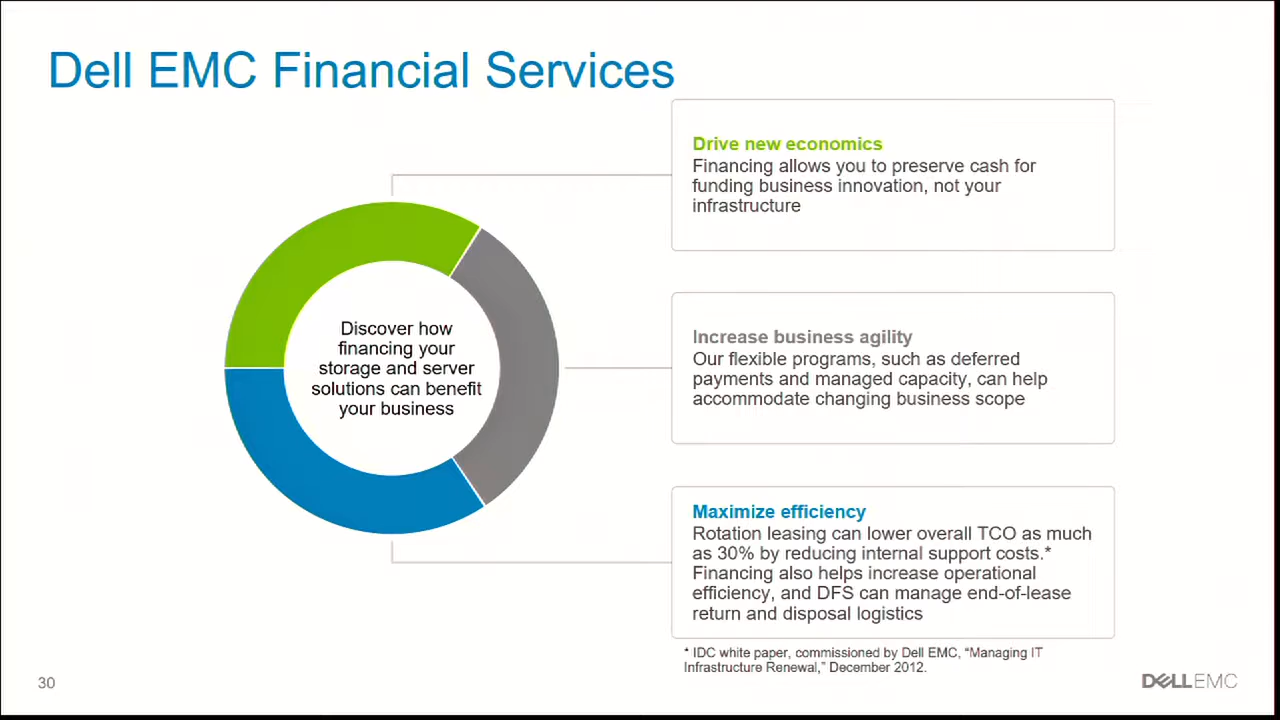 Dell EMC Financial Services
Drive new economics
Financing allows you to preserve cash for
funding business innovation, not your
infrastructure
Discover how
financing your
storage and server
solutions can benefit
your business
Increase business agility
Our flexible programs, such as deferred
payments and managed capacity, can help
accommodate changing business scope
Maximize efficiency
Rotation leasing can lower overall TCO as much
as 30% by reducing internal support costs.*
Financing also helps increase operational
efficiency, and DFS can manage end-of-lease
return and disposal logistics
* IDC white paper, commissioned by Dell EMC, “Managing IT
Infrastructure Renewal,” December 2012.
30
DELLEMC